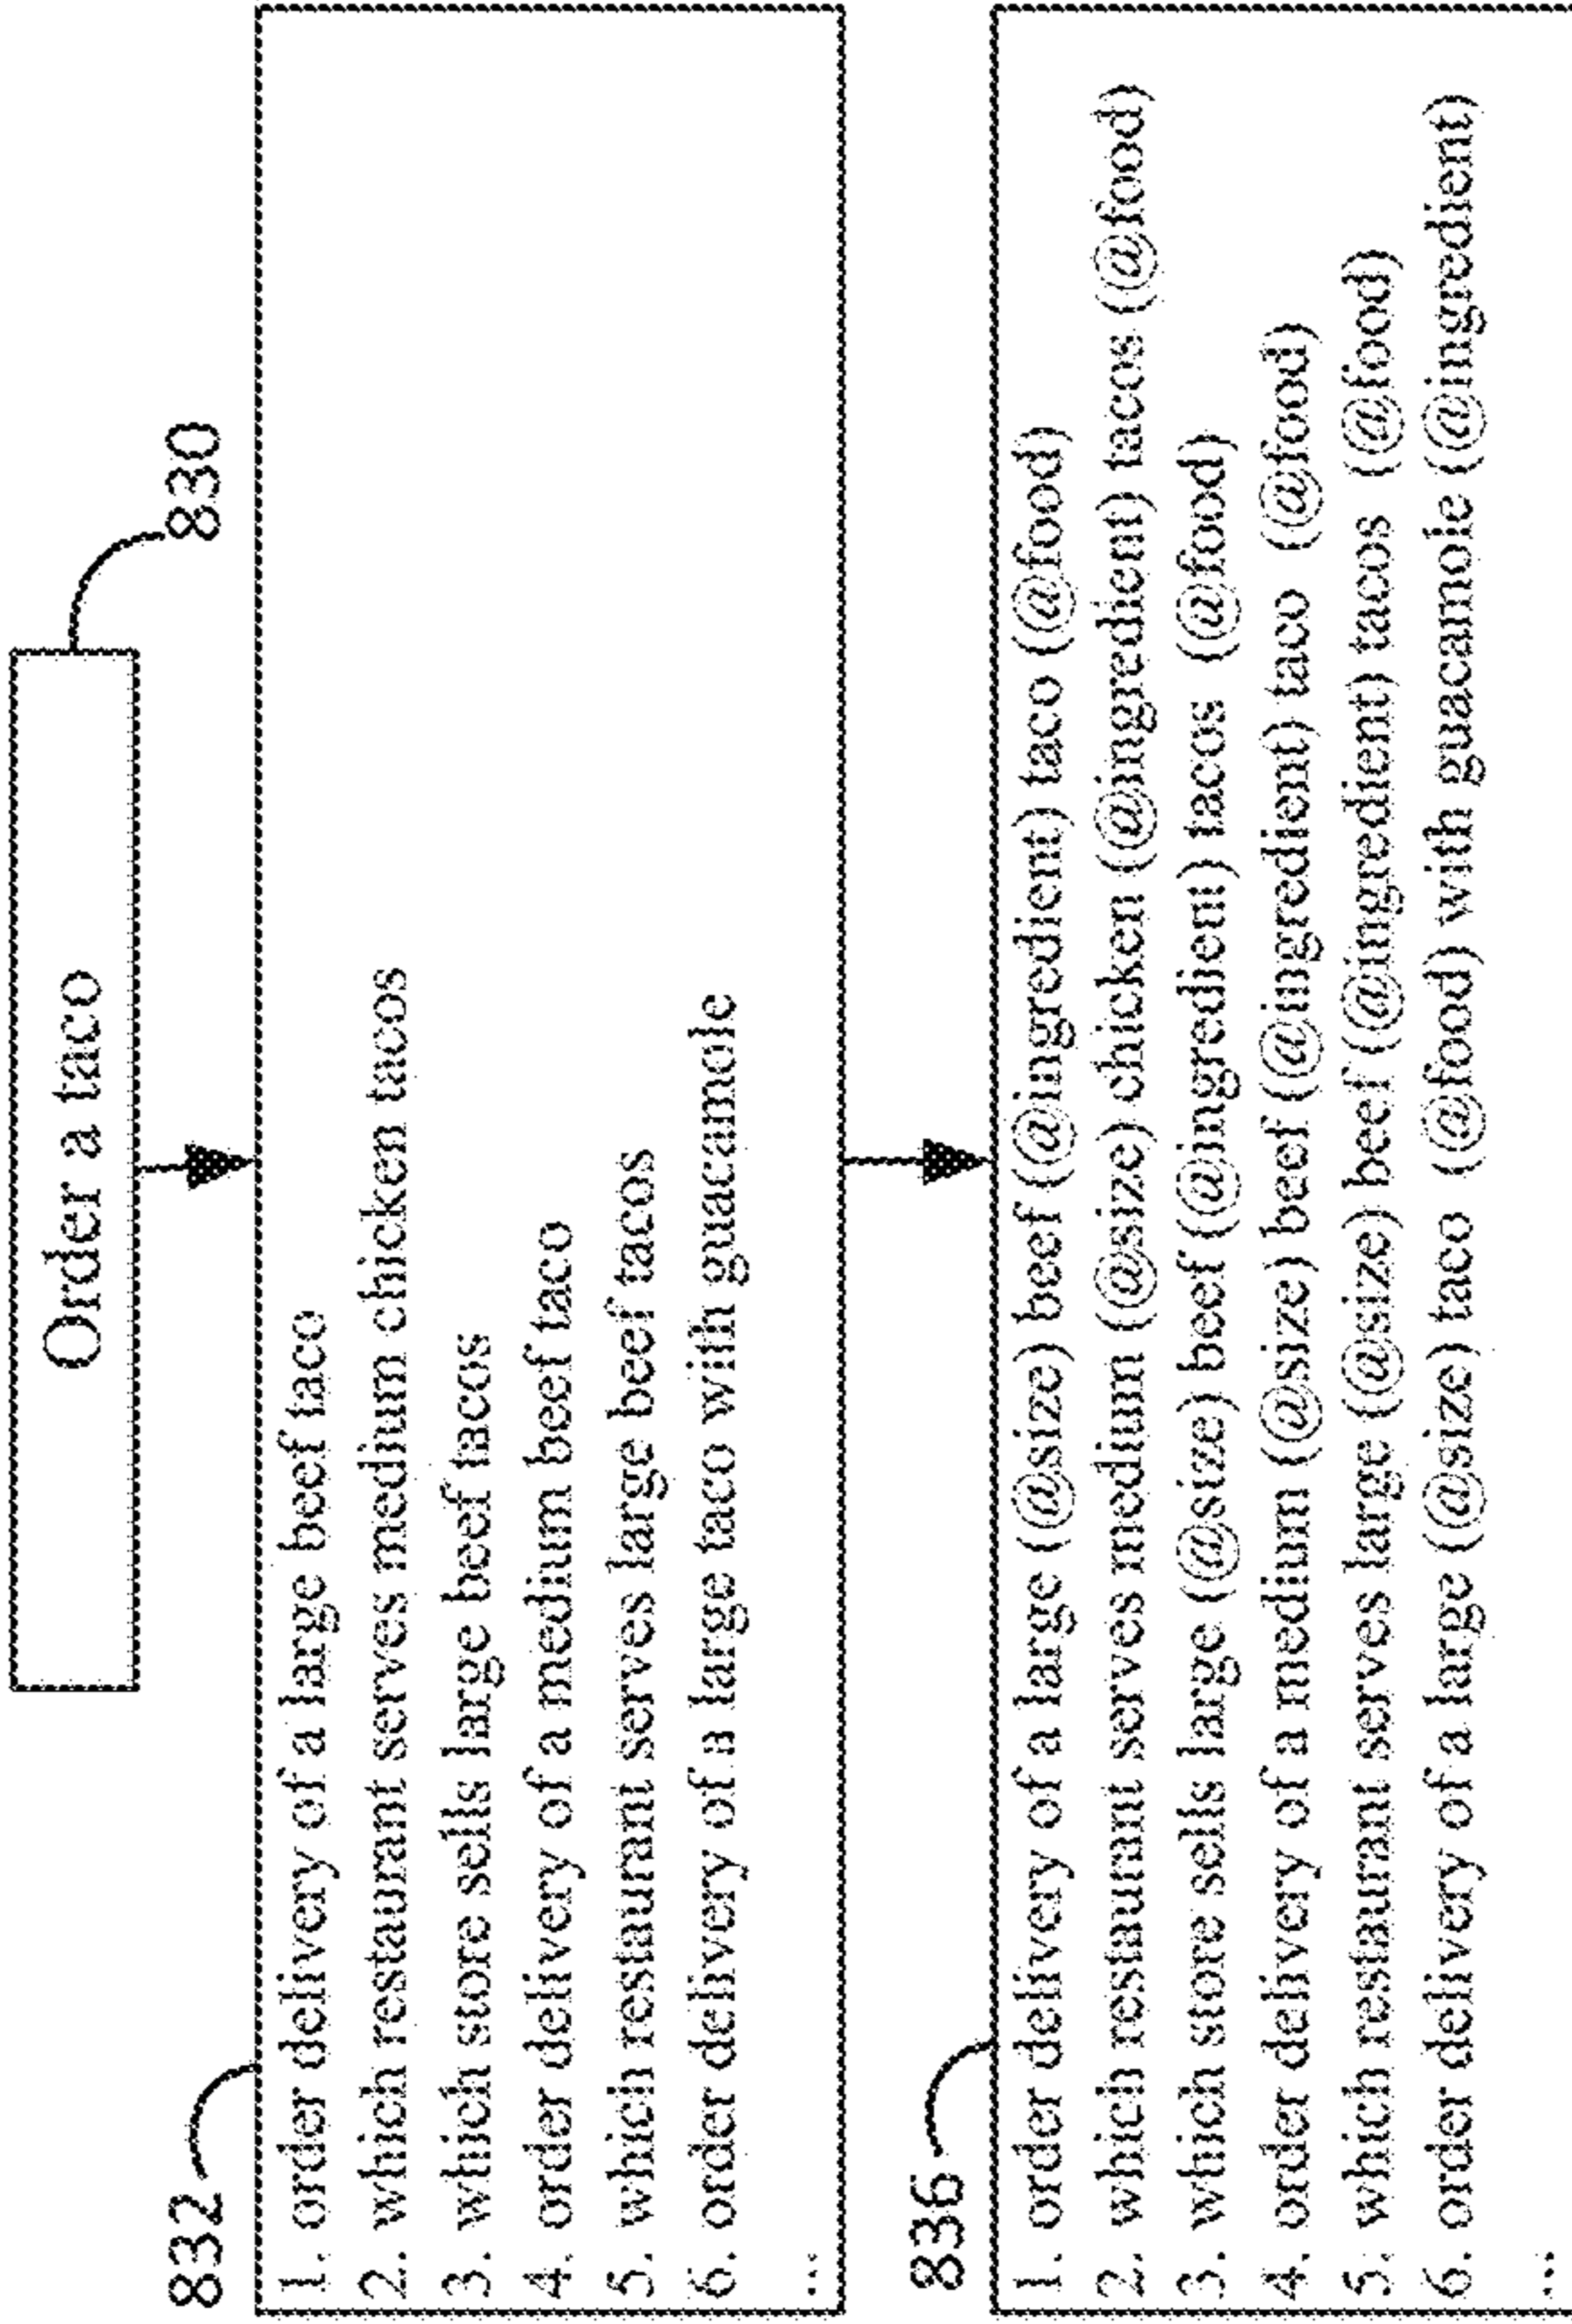 Order a taco
830
832
1. order delivery of a large beef taco
2. which restaurant serves medium chicken tacos
3. which store sells large beef tacos
4. order delivery of a medium beef taco
5. which restaurant serves large beef tacos
6. order delivery of a large taco with guacamole
...
836
1. order delivery of a large (@size) beef (@ingredient) taco (@food)
2. which restaurant serves medium (@size) chicken (@ingredient) tacos (@food)
3. which store sells large (@size) beef (@ingredient) tacos (@food)
4. order delivery of a medium (@size) beef (@ingredient) taco (@food)
5. which restaurant serves large (@size) beef (@ingredient) tacos (@food)
6. order delivery of a large (@size) taco (@food) with guacamole (@ingredient)
...